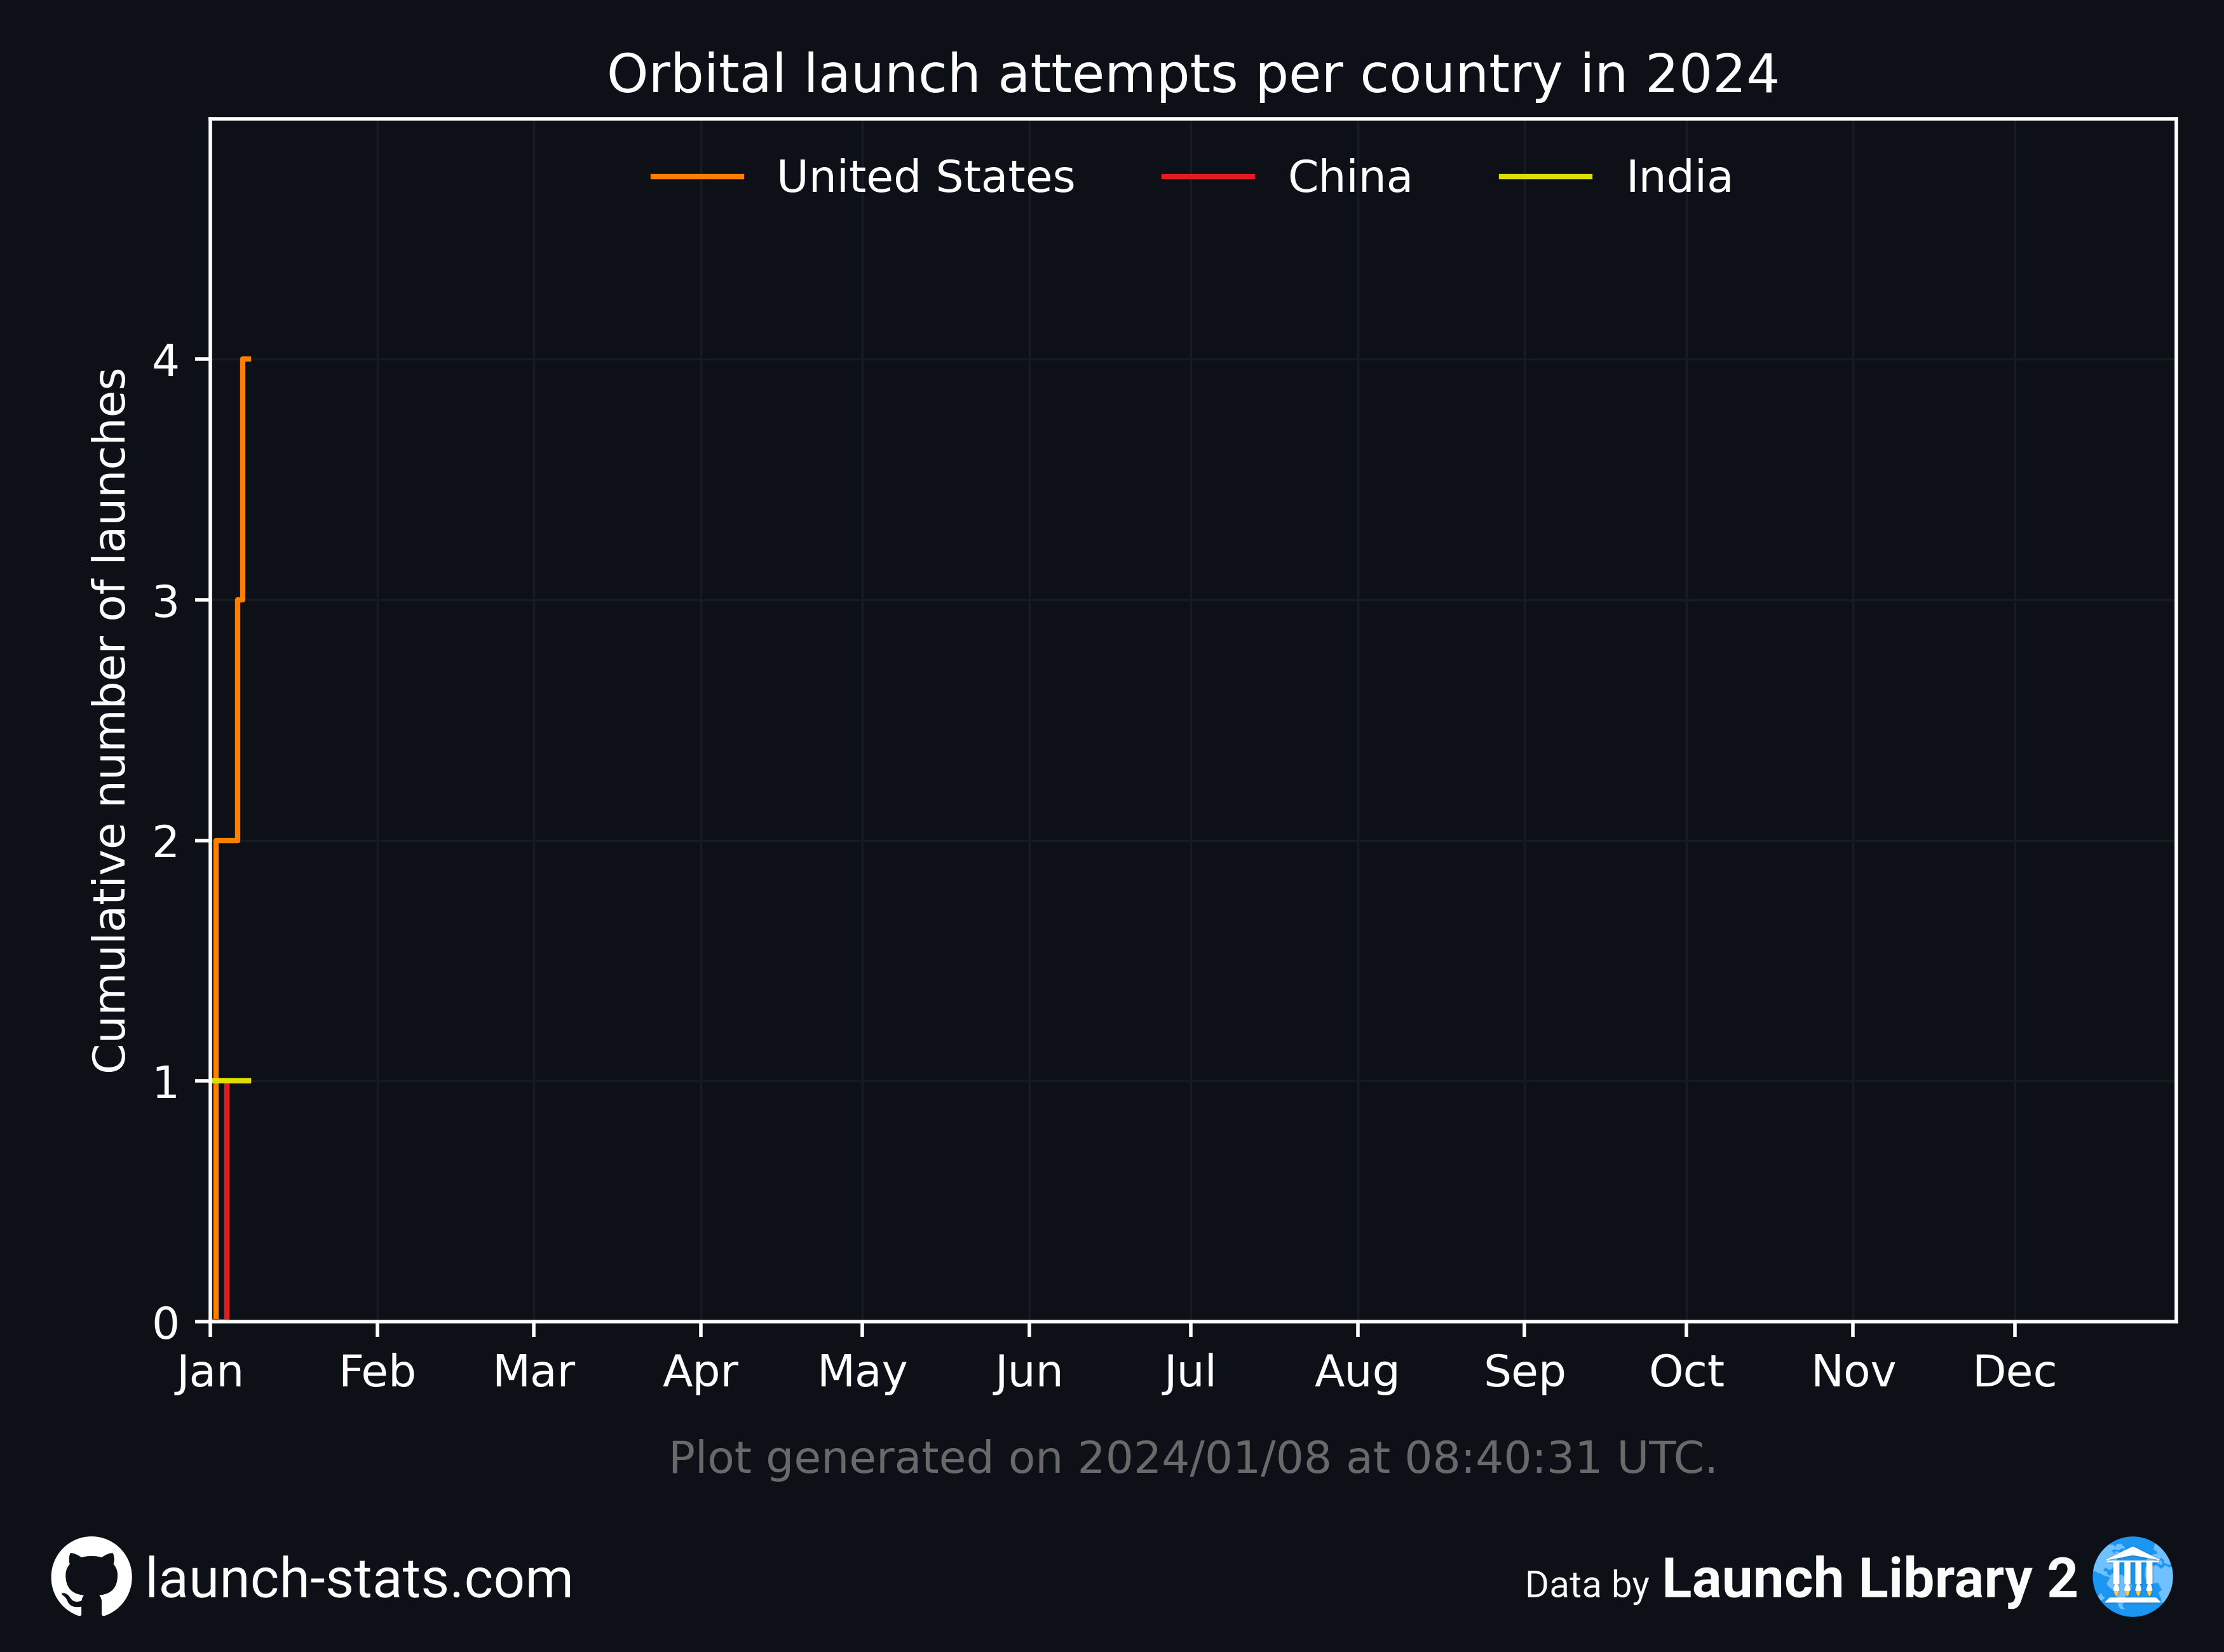 Orbital launch attempts per country in 2024
United States China India
Cumulative number of launches
4
3
2
1
0
Jan Feb Mar Apr May Jun Jul Aug Sep Oct Nov Dec
Plot generated on 2024/01/08 at 08:40:31 UTC.
launch-stats.com
Data by Launch Library 2